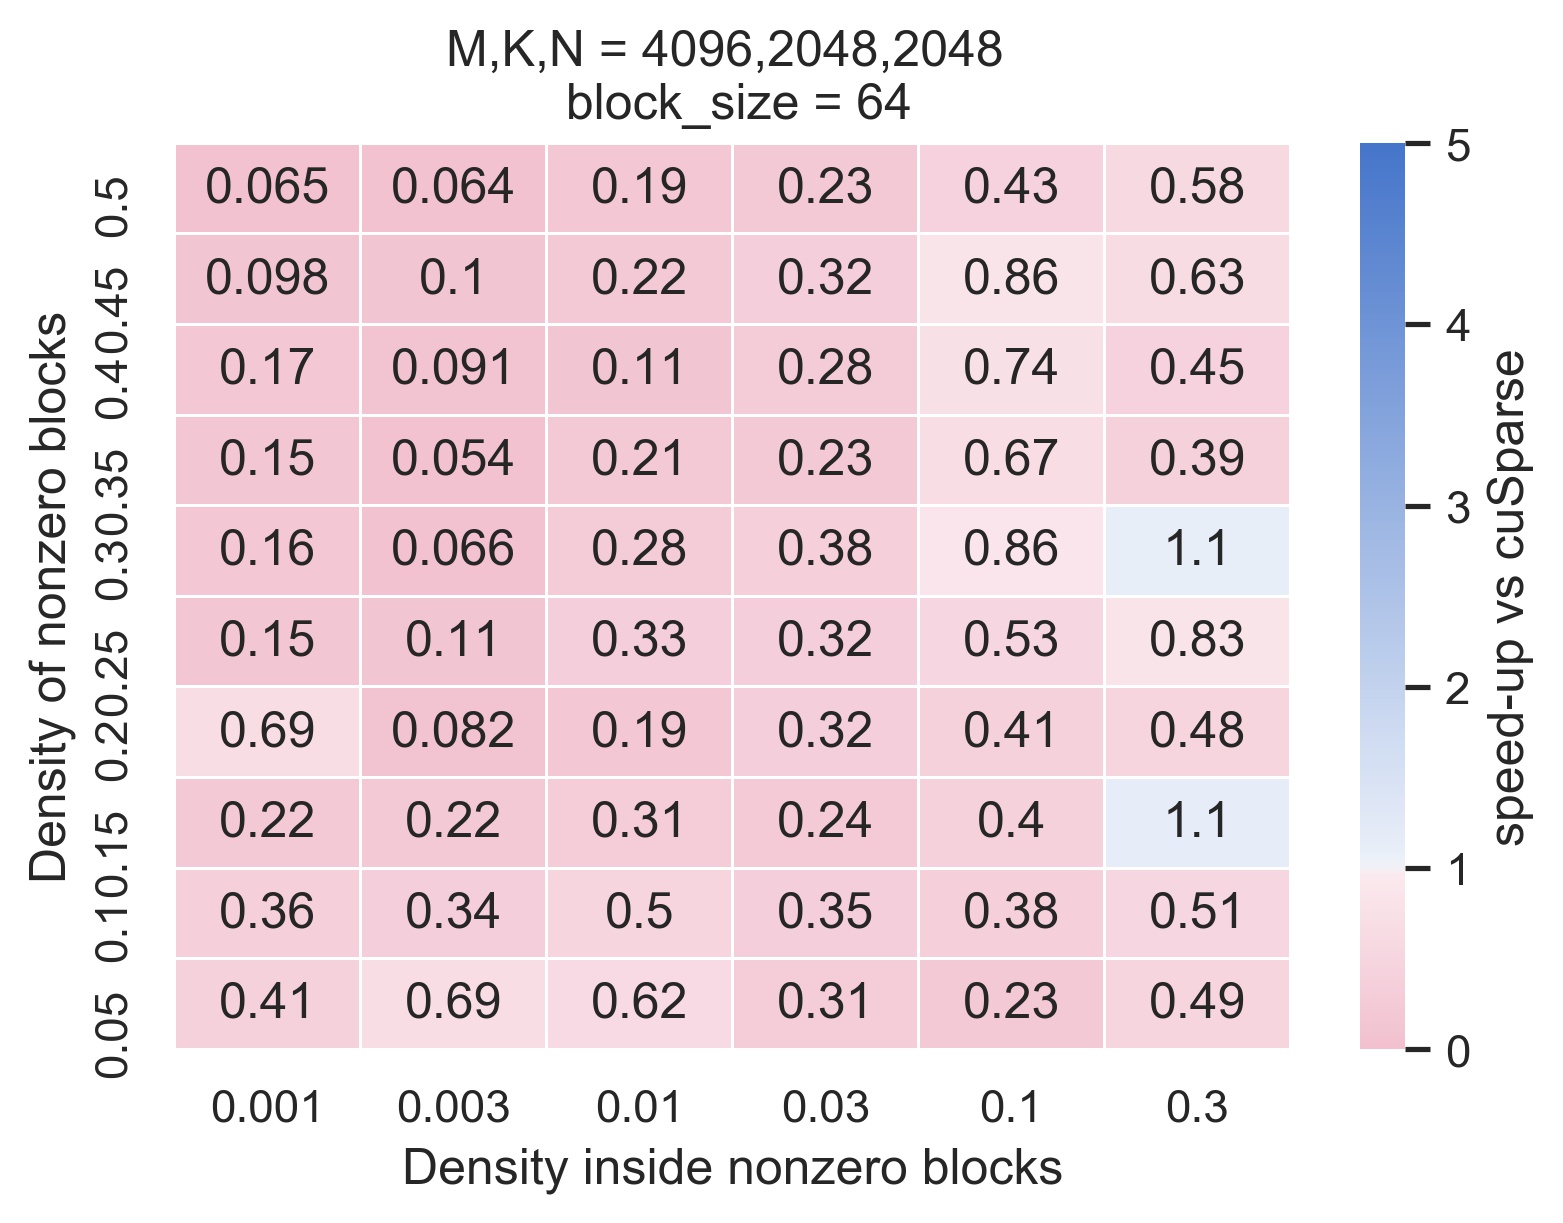 M,K,N = 4096,2048,2048
block_size = 64
Density of nonzero blocks
0.5 0.065 0.064 0.19 0.23 0.43 0.58
0.45 0.098 0.1 0.22 0.32 0.86 0.63
0.4 0.17 0.091 0.11 0.28 0.74 0.45
0.35 0.15 0.054 0.21 0.23 0.67 0.39
0.3 0.16 0.066 0.28 0.38 0.86 1.1
0.25 0.15 0.11 0.33 0.32 0.53 0.83
0.2 0.69 0.082 0.19 0.32 0.41 0.48
0.15 0.22 0.22 0.31 0.24 0.4 1.1
0.1 0.36 0.34 0.5 0.35 0.38 0.51
0.05 0.41 0.69 0.62 0.31 0.23 0.49
0.001 0.003 0.01 0.03 0.1 0.3
Density inside nonzero blocks
5
4
3
2
1
0
speed-up vs cuSparse